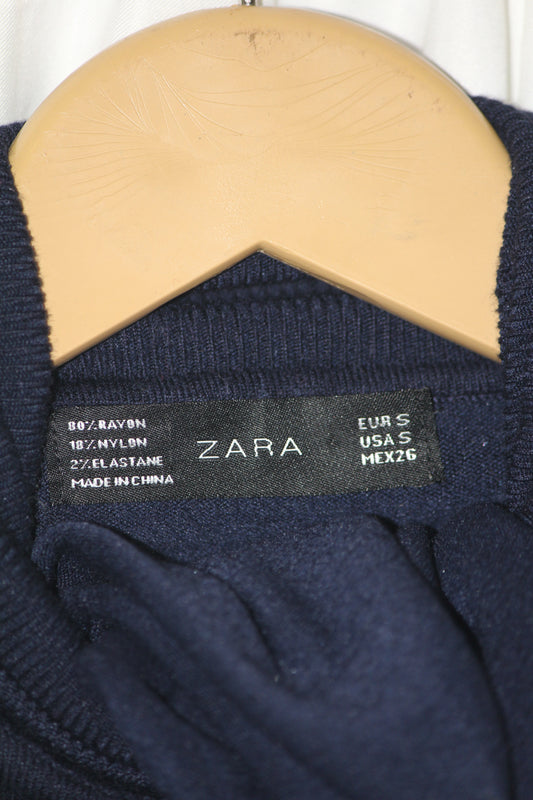 80% RAYON
18% NYLON
2% ELASTANE
MADE IN CHINA
ZARA
EUR S
USA S
MEX 26